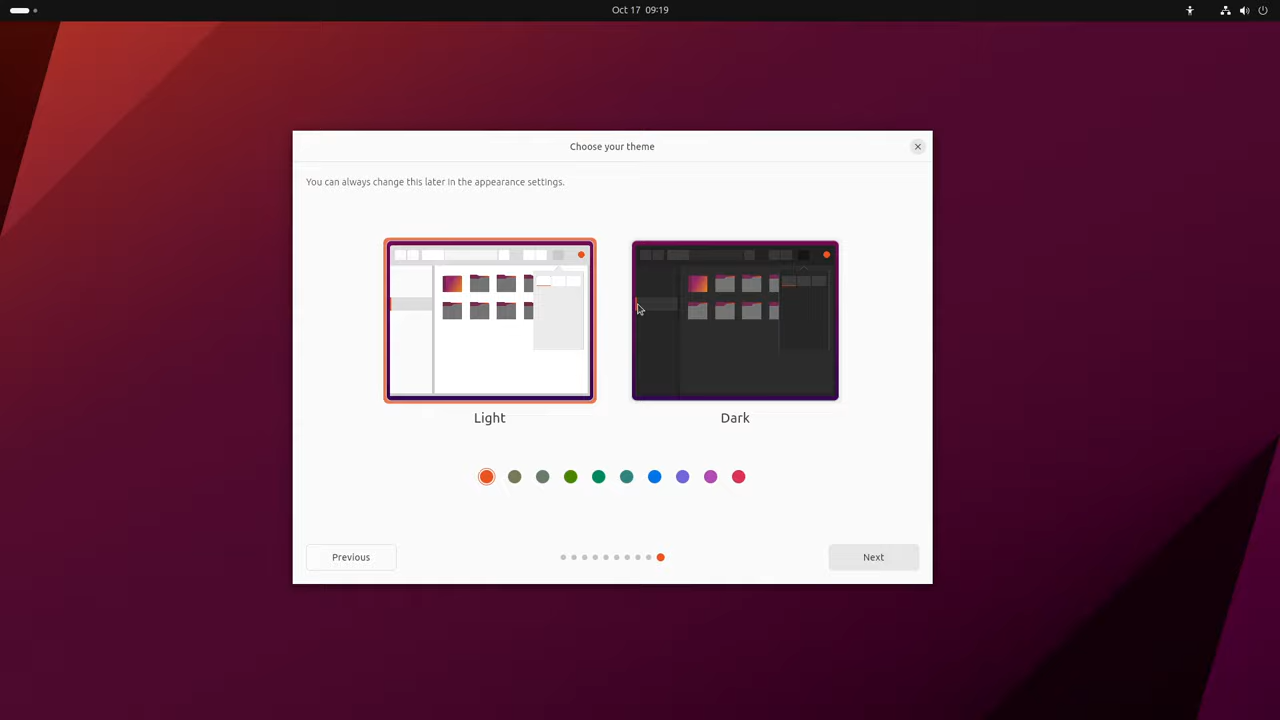 Oct 17 09:19
Choose your theme
You can always change this later in the appearance settings.
Light
Dark
Previous
Next